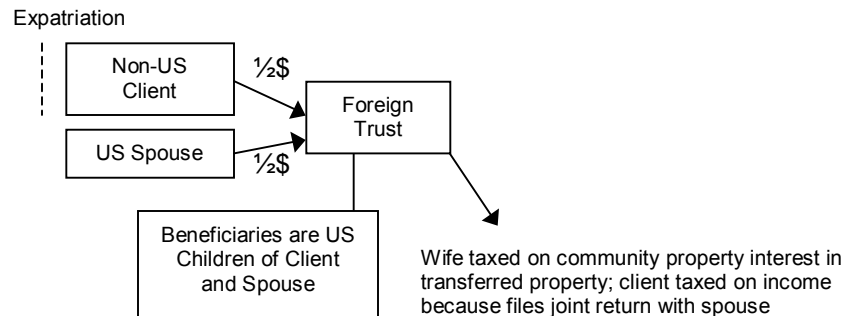 Expatriation
Non-US
Client
½$
Foreign
Trust
US Spouse
½$
Beneficiaries are US
Children of Client
and Spouse
Wife taxed on community property interest in
transferred property; client taxed on income
because files joint return with spouse